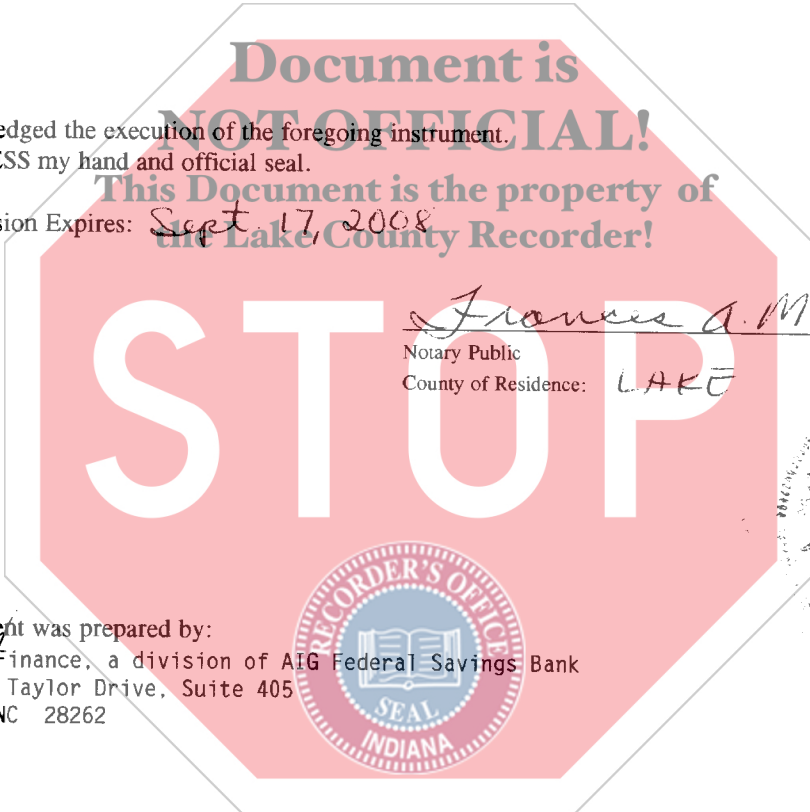 Document is
NOT OFFICIAL!
edged the execution of the foregoing instrument.
ESS my hand and official seal.
This Document is the property of
sion Expires: Sept. 17, 2008
the Lake County Recorder!
Frances A. M
Notary Public
County of Residence: LAKE
STOP
ent was prepared by:
Finance, a division of AIG Federal Savings Bank
Taylor Drive, Suite 405
NC 28262
RECORDER'S OFFICE
SEAL
INDIANA